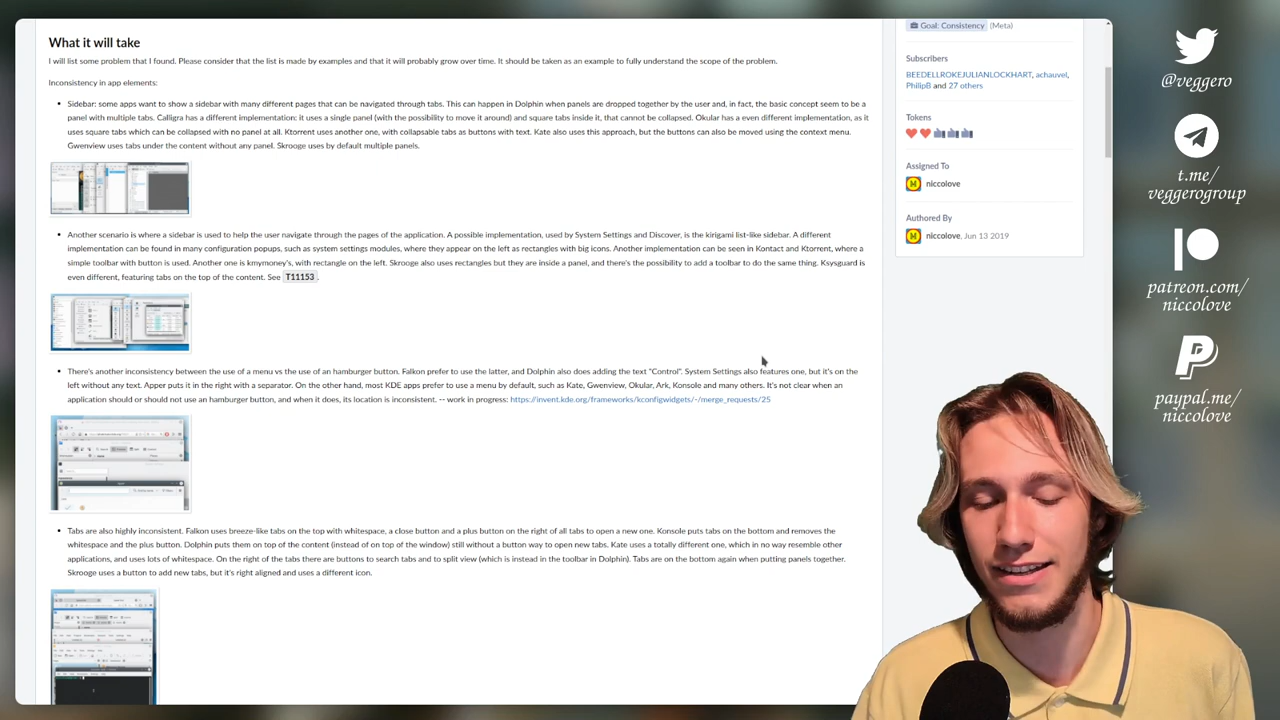 What it will take
I will list some problem that I found. Please consider that the list is made by examples and that it will probably grow over time. It should be taken as an example to fully understand the scope of the problem.
Inconsistency in app elements:
• Sidebar: some apps want to show a sidebar with many different pages that can be navigated through tabs. This can happen in Dolphin when panels are dropped together by the user and, in fact, the basic concept seem to be a
panel with multiple tabs. Calligra has a different implementation: it uses a single panel (with the possibility to move it around) and square tabs inside it, that cannot be collapsed. Okular has a even different implementation, as it
uses square tabs which can be collapsed with no panel at all. Ktorrent uses another one, with collapsable tabs as buttons with text. Kate also uses this approach, but the buttons can also be moved using the context menu.
Gwenview uses tabs under the content without any panel. Skrooge uses by default multiple panels.
• Another scenario is where a sidebar is used to help the user navigate through the pages of the application. A possible implementation, used by System Settings and Discover, is the kirigami list-like sidebar. A different
implementation can be found in many configuration popups, such as system settings modules, where they appear on the left as rectangles with big icons. Another implementation can be seen in Kontact and Ktorrent, where a
simple toolbar with button is used. Another one is kmymoney's, with rectangle on the left. Skrooge also uses rectangles but they are inside a panel, and there's the possibility to add a toolbar to do the same thing. Ksysguard is
even different, featuring tabs on the top of the content. See T11153 .
• There's another inconsistency between the use of a menu vs the use of an hamburger button. Falkon prefer to use the latter, and Dolphin also does adding the text "Control". System Settings also features one, but it's on the
left without any text. Apper puts it in the right with a separator. On the other hand, most KDE apps prefer to use a menu by default, such as Kate, Gwenview, Okular, Ark, Konsole and many others. It's not clear when an
application should or should not use an hamburger button, and when it does, its location is inconsistent. -- work in progress: https://invent.kde.org/frameworks/kconfigwidgets/-/merge_requests/25
• Tabs are also highly inconsistent. Falkon uses breeze-like tabs on the top with whitespace, a close button and a plus button on the right of all tabs to open a new one. Konsole puts tabs on the bottom and removes the
whitespace and the plus button. Dolphin puts them on top of the content (instead of on top of the window) still without a button way to open new tabs. Kate uses a totally different one, which in no way resemble other
applications, and uses lots of whitespace. On the right of the tabs there are buttons to search tabs and to split view (which is instead in the toolbar in Dolphin). Tabs are on the bottom again when putting panels together.
Skrooge uses a button to add new tabs, but it's right aligned and uses a different icon.
Goal: Consistency (Meta)
Subscribers
BEEDELLROKEJULIANLOCKHART, achauvel,
PhilipB and 27 others
Tokens
Assigned To
niccolove
Authored By
niccolove, Jun 13 2019
@veggero
t.me/
veggerogroup
patreon.com/
niccolove
paypal.me/
niccolove